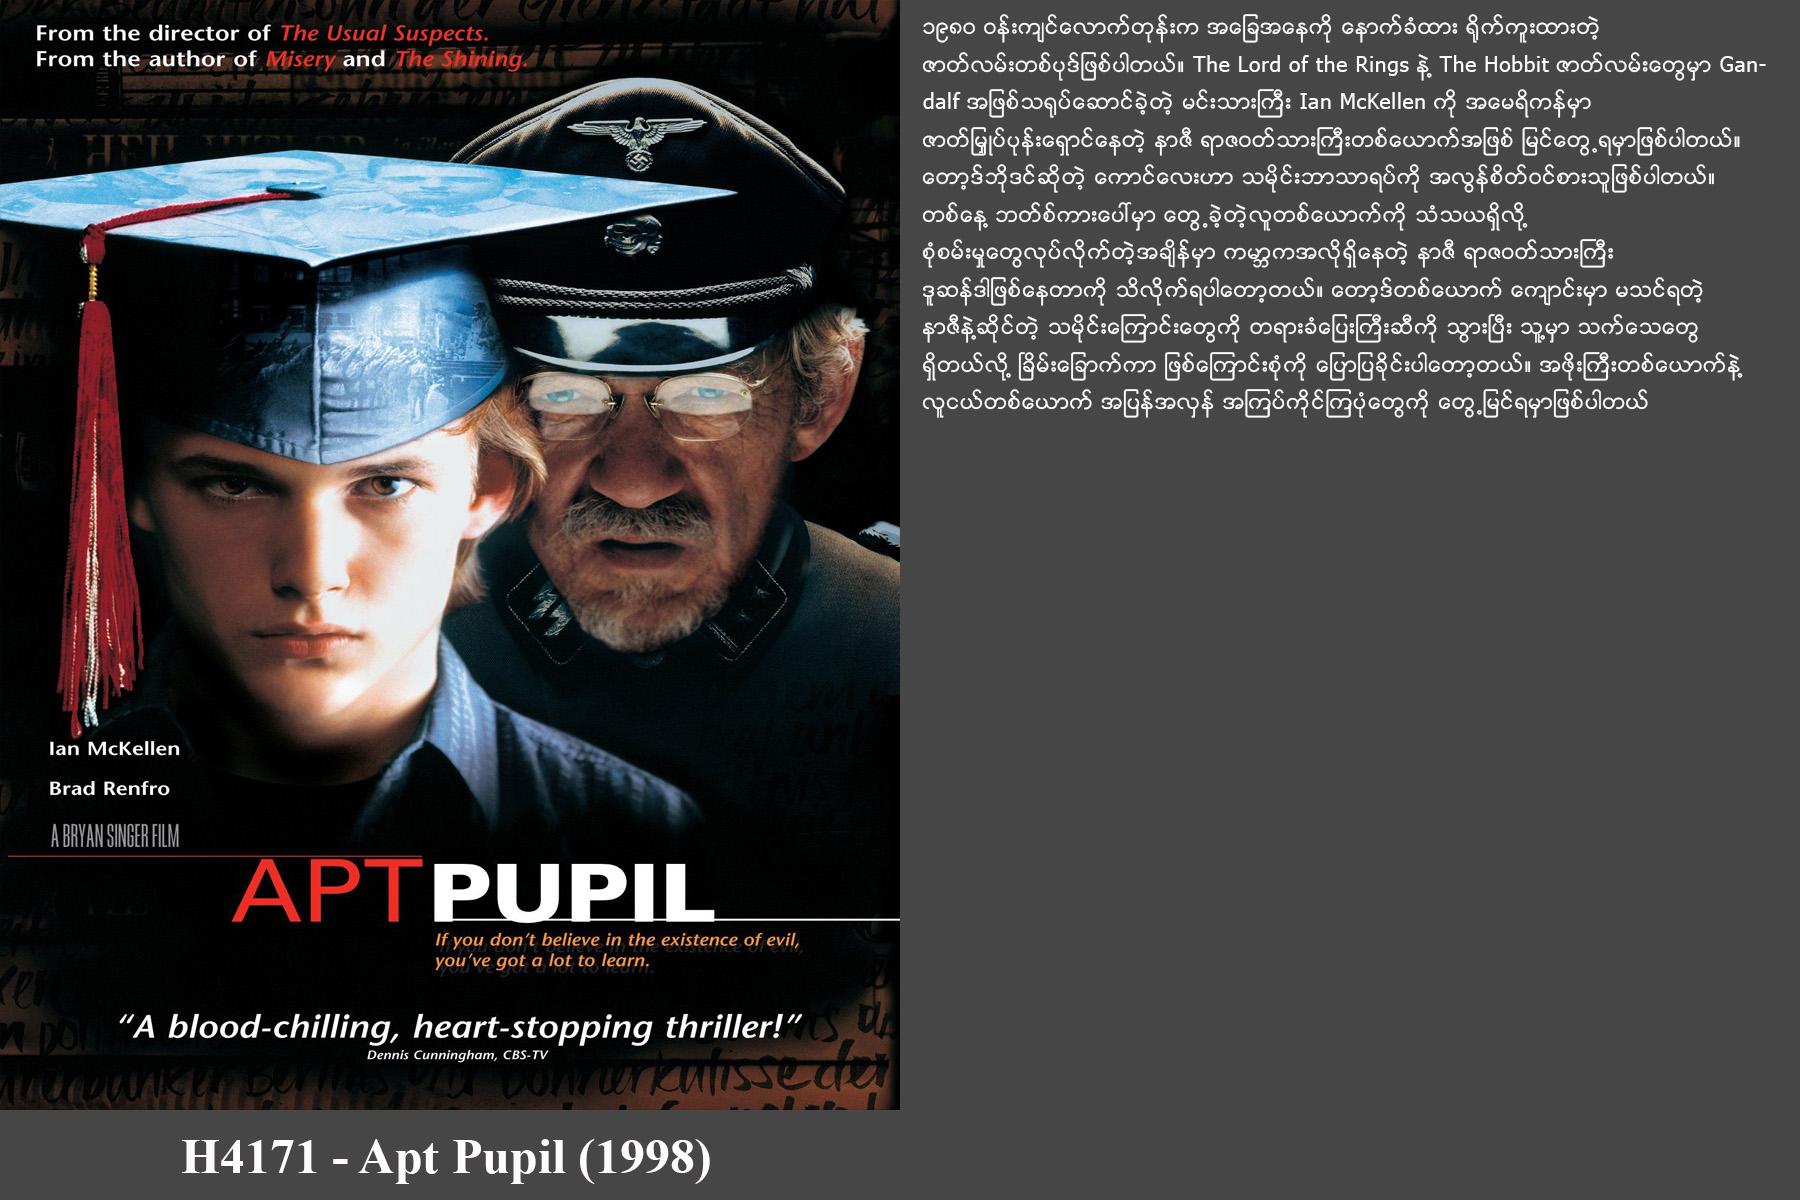 From the director of The Usual Suspects.
From the author of Misery and The Shining.
HEIL HITLER
Ian McKellen
Brad Renfro
A BRYAN SINGER FILM
APT PUPIL
If you don't believe in the existence of evil,
you've got a lot to learn.
“A blood-chilling, heart-stopping thriller!”
Dennis Cunningham, CBS-TV
H4171 - Apt Pupil (1998)
၁၉၈၀ ဝန်းကျင်လောက်တုန်းက အခြေအနေကို နောက်ခံထား ရိုက်ကူးထားတဲ့
ဇာတ်လမ်းတစ်ပုဒ်ဖြစ်ပါတယ်။ The Lord of the Rings နဲ့ The Hobbit ဇာတ်လမ်းတွေမှာ Gan-
dalf အဖြစ်သရုပ်ဆောင်ခဲ့တဲ့ မင်းသားကြီး Ian McKellen ကို အမေရိကန်မှာ
ဇာတ်မြှုပ်ပုန်းရှောင်နေတဲ့ နာဇီ ရာဇဝတ်သားကြီးတစ်ယောက်အဖြစ် မြင်တွေ့ရမှာဖြစ်ပါတယ်။
တော့ဒ်ဘိုဒင်ဆိုတဲ့ ကောင်လေးဟာ သမိုင်းဘာသာရပ်ကို အလွန်စိတ်ဝင်စားသူဖြစ်ပါတယ်။
တစ်နေ့ ဘတ်စ်ကားပေါ်မှာ တွေ့ခဲ့တဲ့လူတစ်ယောက်ကို သံသယရှိလို့
စုံစမ်းမှုတွေလုပ်လိုက်တဲ့အချိန်မှာ ကမ္ဘာကအလိုရှိနေတဲ့ နာဇီ ရာဇဝတ်သားကြီး
ဒူဆန်ဒါဖြစ်နေတာကို သိလိုက်ရပါတော့တယ်။ တော့ဒ်တစ်ယောက် ကျောင်းမှာ မသင်ရတဲ့
နာဇီနဲ့ဆိုင်တဲ့ သမိုင်းကြောင်းတွေကို တရားခံပြေးကြီးဆီကို သွားပြီး သူ့မှာ သက်သေတွေ
ရှိတယ်လို့ ခြိမ်းခြောက်ကာ ဖြစ်ကြောင်းစုံကို ပြောပြခိုင်းပါတော့တယ်။ အဖိုးကြီးတစ်ယောက်နဲ့
လူငယ်တစ်ယောက် အပြန်အလှန် အကြပ်ကိုင်ကြပုံတွေကို တွေ့မြင်ရမှာဖြစ်ပါတယ်